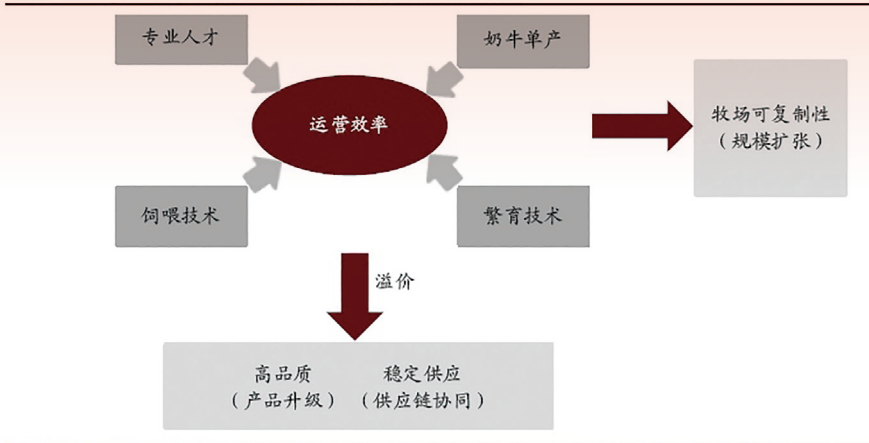 专业人才
奶牛单产
运营效率
牧场可复制性
（规模扩张）
饲喂技术
繁育技术
溢价
高品质 稳定供应
（产品升级）（供应链协同）